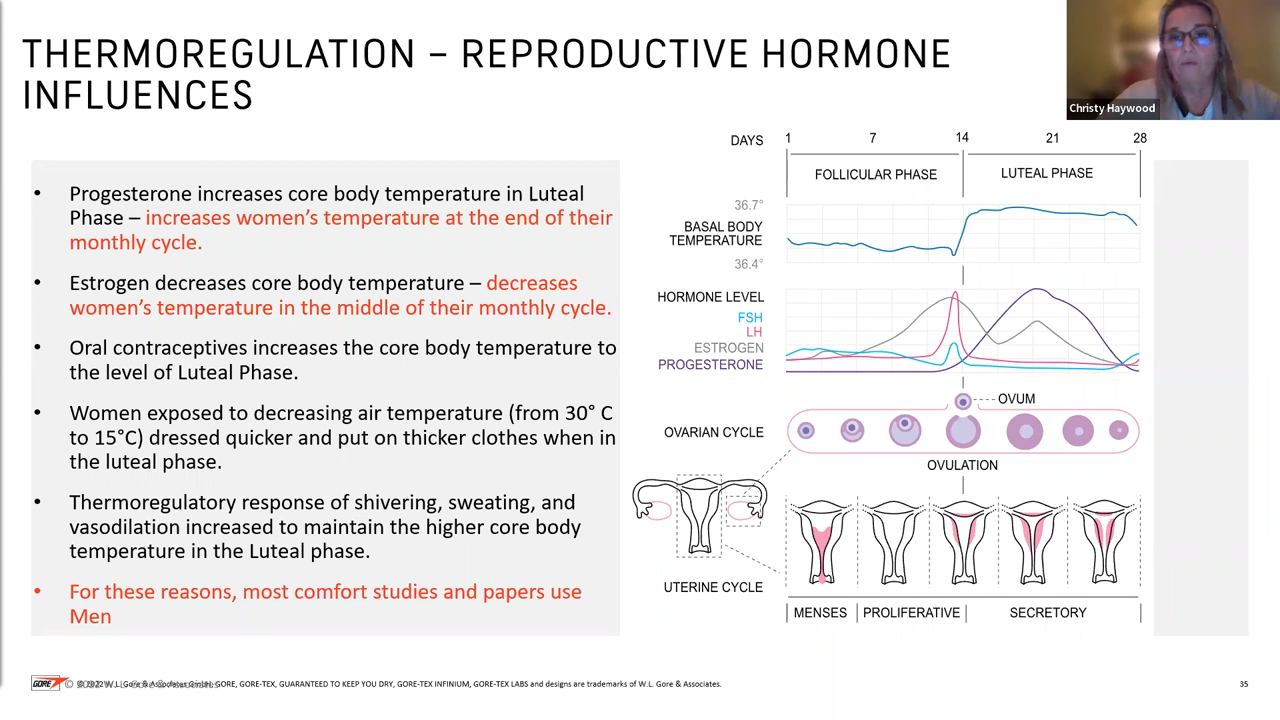 THERMOREGULATION – REPRODUCTIVE HORMONE
INFLUENCES
Christy Haywood
• Progesterone increases core body temperature in Luteal
Phase – increases women's temperature at the end of their
monthly cycle.
• Estrogen decreases core body temperature – decreases
women's temperature in the middle of their monthly cycle.
• Oral contraceptives increases the core body temperature to
the level of Luteal Phase.
• Women exposed to decreasing air temperature (from 30° C
to 15°C) dressed quicker and put on thicker clothes when in
the luteal phase.
• Thermoregulatory response of shivering, sweating, and
vasodilation increased to maintain the higher core body
temperature in the Luteal phase.
• For these reasons, most comfort studies and papers use
Men
DAYS 1 7 14 21 28
FOLLICULAR PHASE LUTEAL PHASE
36.7°
BASAL BODY
TEMPERATURE
36.4°
HORMONE LEVEL
FSH
LH
ESTROGEN
PROGESTERONE
OVUM
OVARIAN CYCLE
OVULATION
UTERINE CYCLE
MENSES PROLIFERATIVE SECRETORY
GORE © 2022 W. L. Gore & Associates GmbH. GORE, GORE-TEX, GUARANTEED TO KEEP YOU DRY, GORE-TEX INFINIUM, GORE-TEX LABS and designs are trademarks of W.L. Gore & Associates.
35